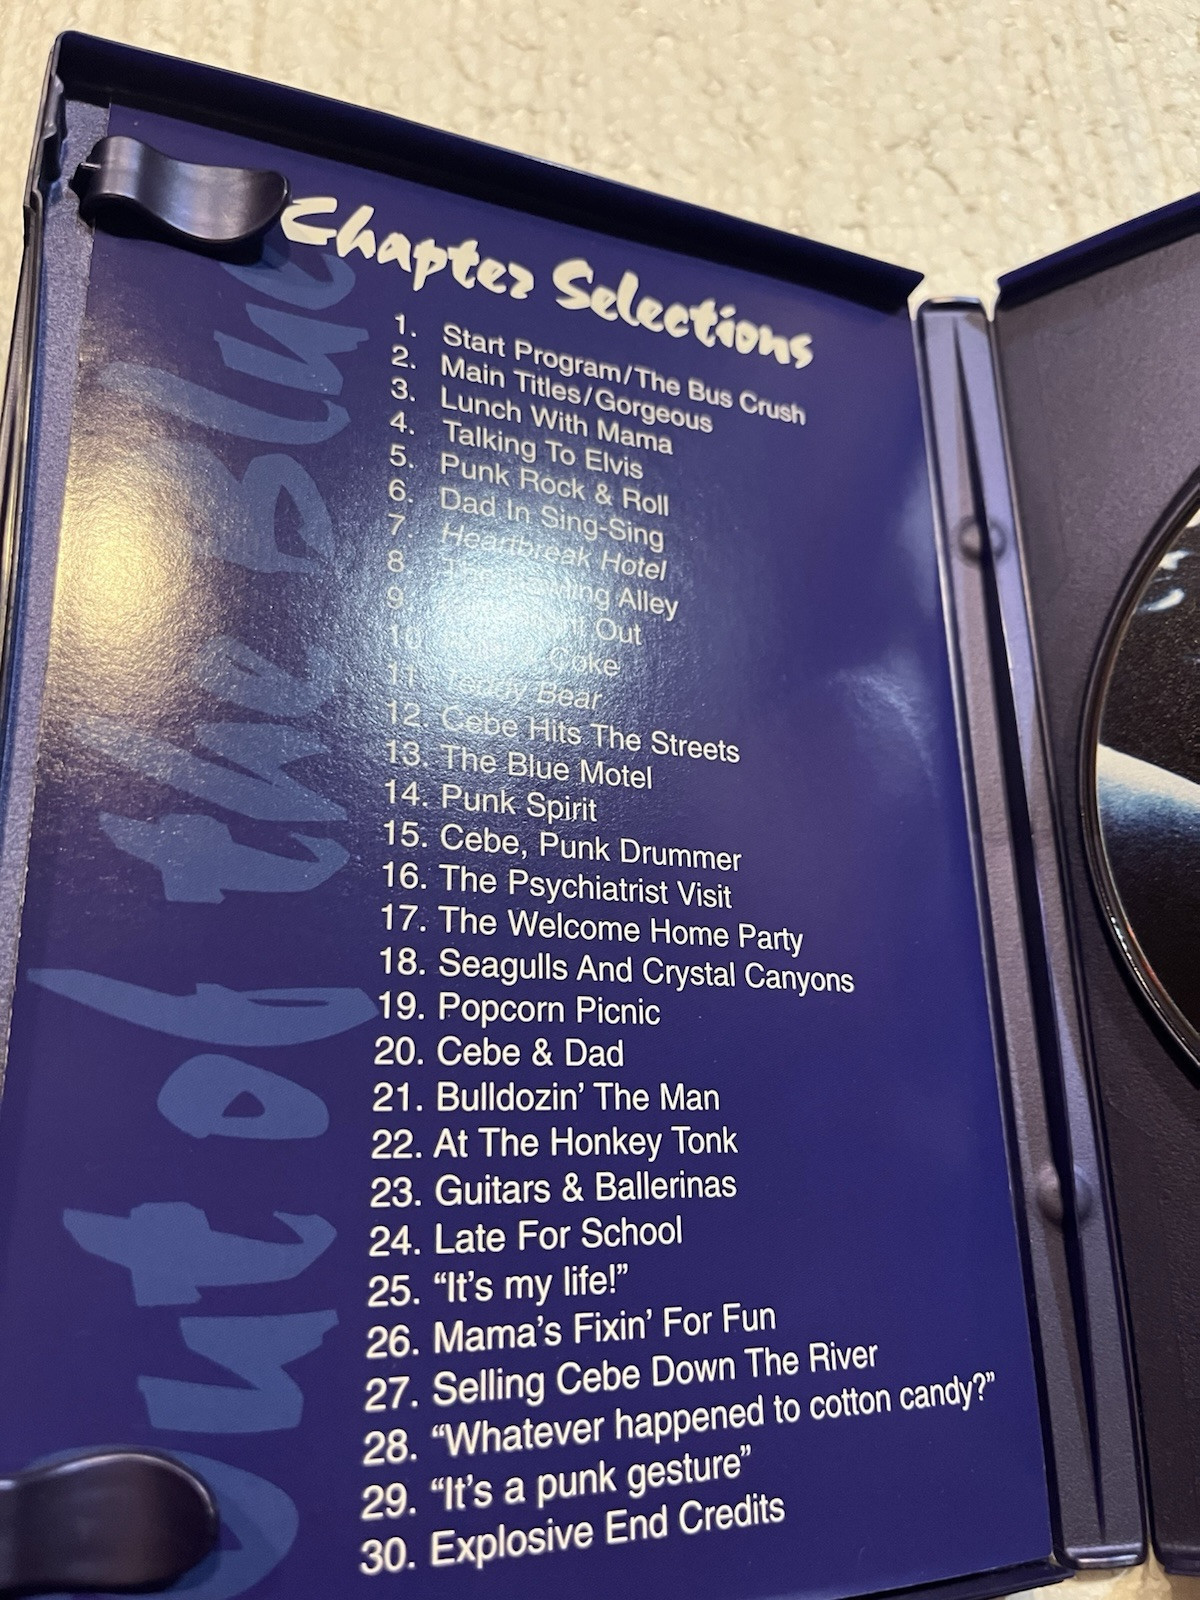 Chapter Selections
1. Start Program/The Bus Crush
2. Main Titles/Gorgeous
3. Lunch With Mama
4. Talking To Elvis
5. Punk Rock & Roll
6. Dad In Sing-Sing
7. Heartbreak Hotel
8. Alley
9. Out
10. Coke
11. Teddy Bear
12. Cebe Hits The Streets
13. The Blue Motel
14. Punk Spirit
15. Cebe, Punk Drummer
16. The Psychiatrist Visit
17. The Welcome Home Party
18. Seagulls And Crystal Canyons
19. Popcorn Picnic
20. Cebe & Dad
21. Bulldozin' The Man
22. At The Honkey Tonk
23. Guitars & Ballerinas
24. Late For School
25. “It's my life!”
26. Mama's Fixin' For Fun
27. Selling Cebe Down The River
28. “Whatever happened to cotton candy?”
29. “It's a punk gesture”
30. Explosive End Credits
Out of the Blue